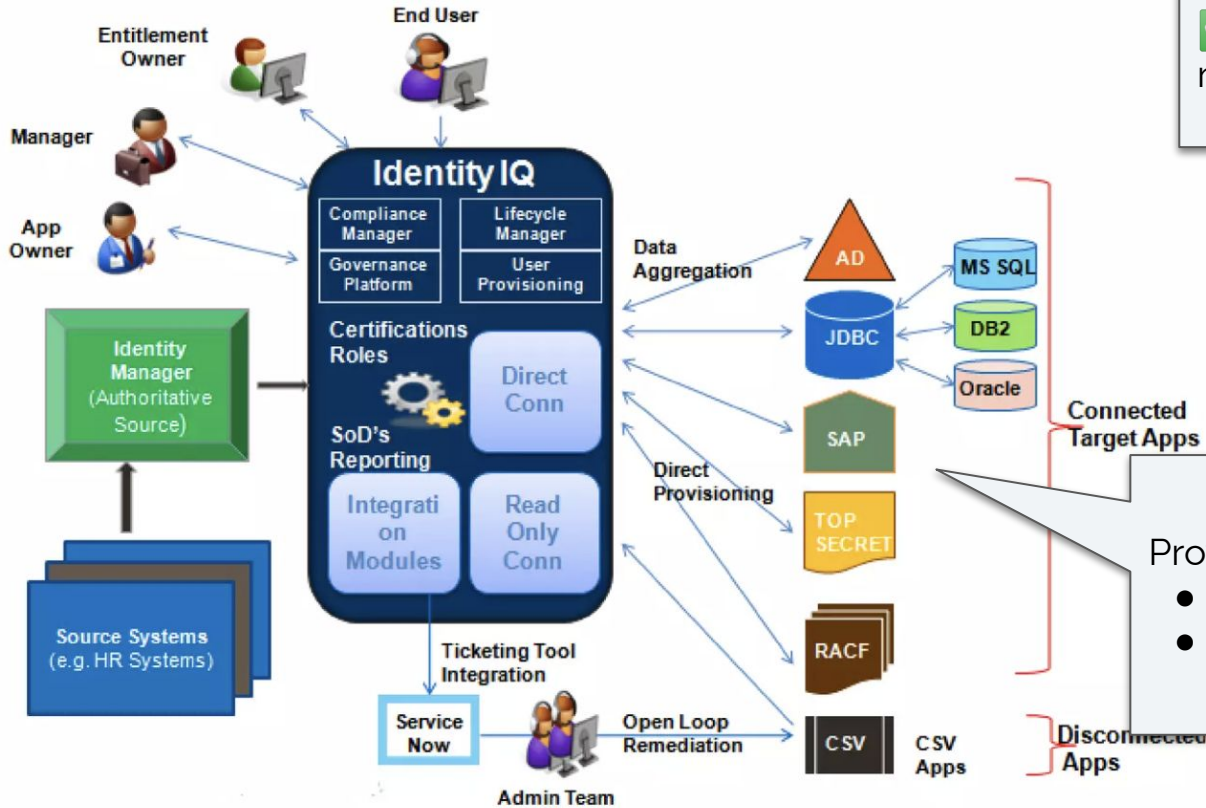 End User
Entitlement
Owner
Manager
App
Owner
Identity IQ
Compliance
Manager
Lifecycle
Manager
Governance
Platform
User
Provisioning
Certifications
Roles
Direct
Conn
SoD's
Reporting
Integrati
on
Modules
Read
Only
Conn
Identity
Manager
(Authoritative
Source)
Source Systems
(e.g. HR Systems)
Data
Aggregation
Direct
Provisioning
AD
JDBC
MS SQL
DB2
Oracle
SAP
TOP
SECRET
RACF
Connected
Target Apps
Pro
Ticketing Tool
Integration
Service
Now
Admin Team
Open Loop
Remediation
CSV
CSV
Apps
Disconnected
Apps